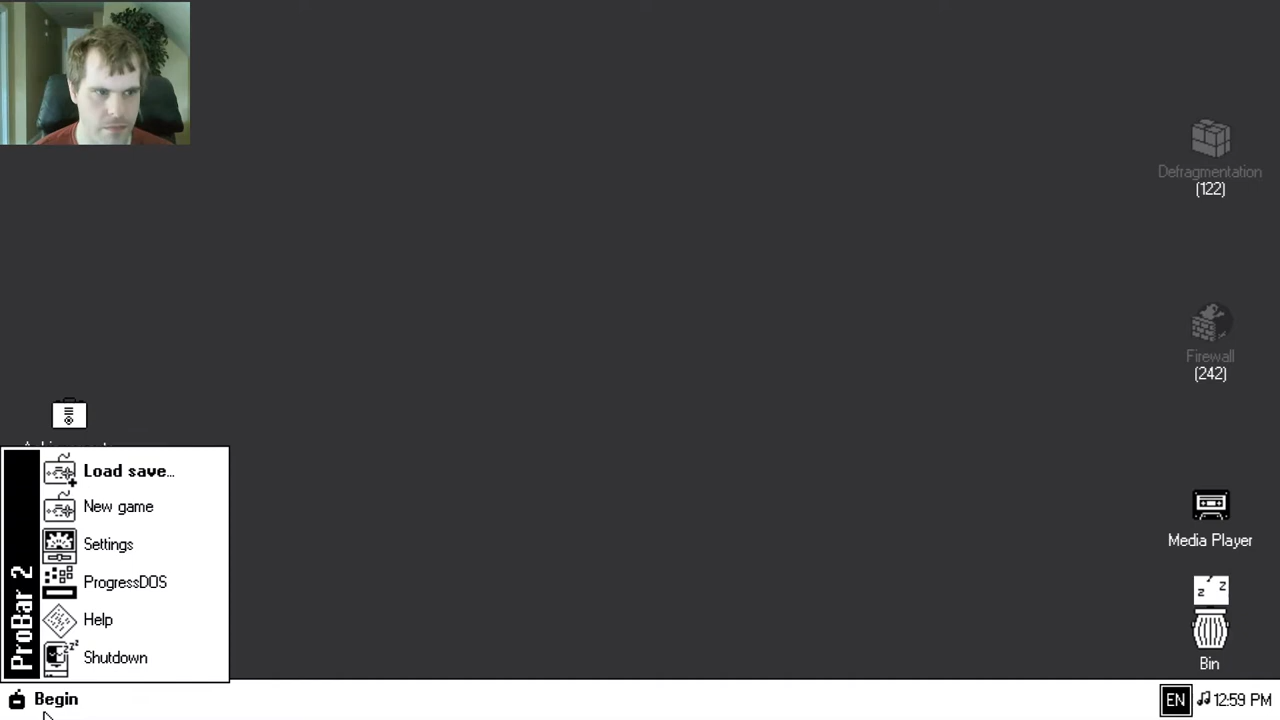 Defragmentation
(122)
Firewall
(242)
Load save...
New game
Settings
ProgressDOS
Help
Shutdown
ProBar 2
Media Player
z z
Bin
Begin
EN 12:59 PM